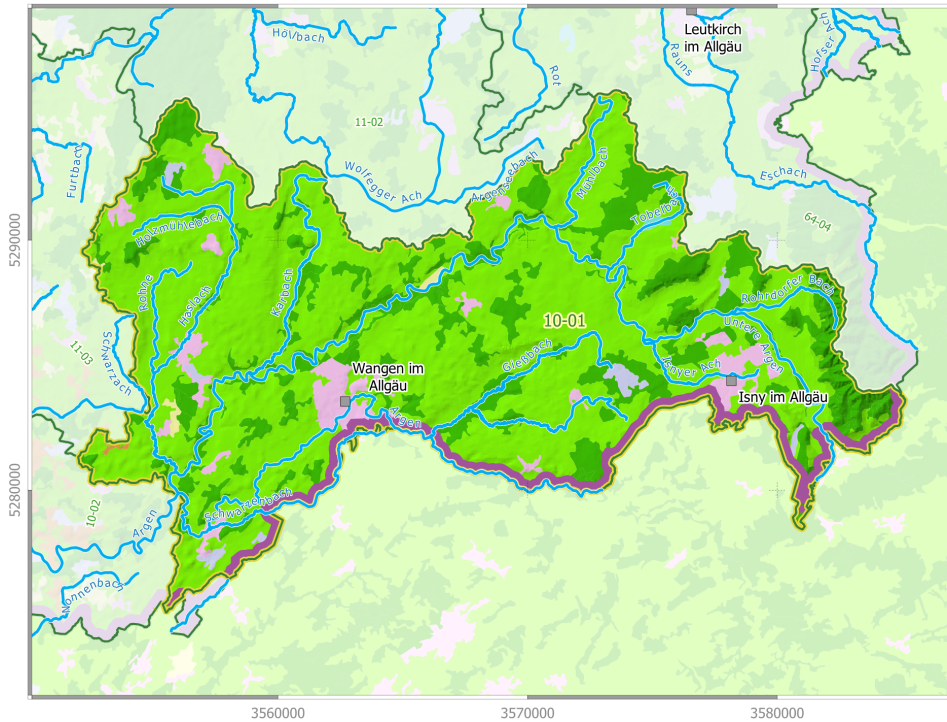 Leutkirch
im Allgäu
Höllbach
Rot
Rauns
Hofser Ach
11-02
Furtbach
Wolfegger Ach
Argenseebach
Mühlbach
Eschach
64-04
Tobelbach
Holzmühlebach
5290000
Rohne
Haslach
Karbach
Rohrdorfer Bach
10-01
Untere Argen
Schwarzach
11-03
Gießbach
Isnyer Ach
Wangen im
Allgäu
Isny im Allgäu
Argen
5280000
10-02
Argen
Schwarzenbach
Nonnenbach
3560000
3570000
3580000